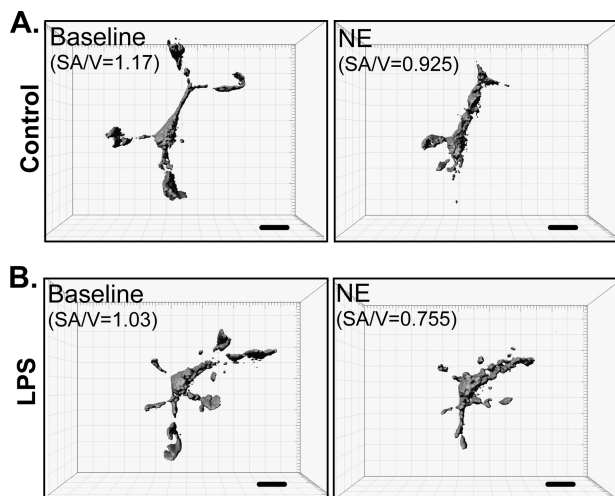 A.
Control
Baseline
(SA/V=1.17)
NE
(SA/V=0.925)
B.
LPS
Baseline
(SA/V=1.03)
NE
(SA/V=0.755)